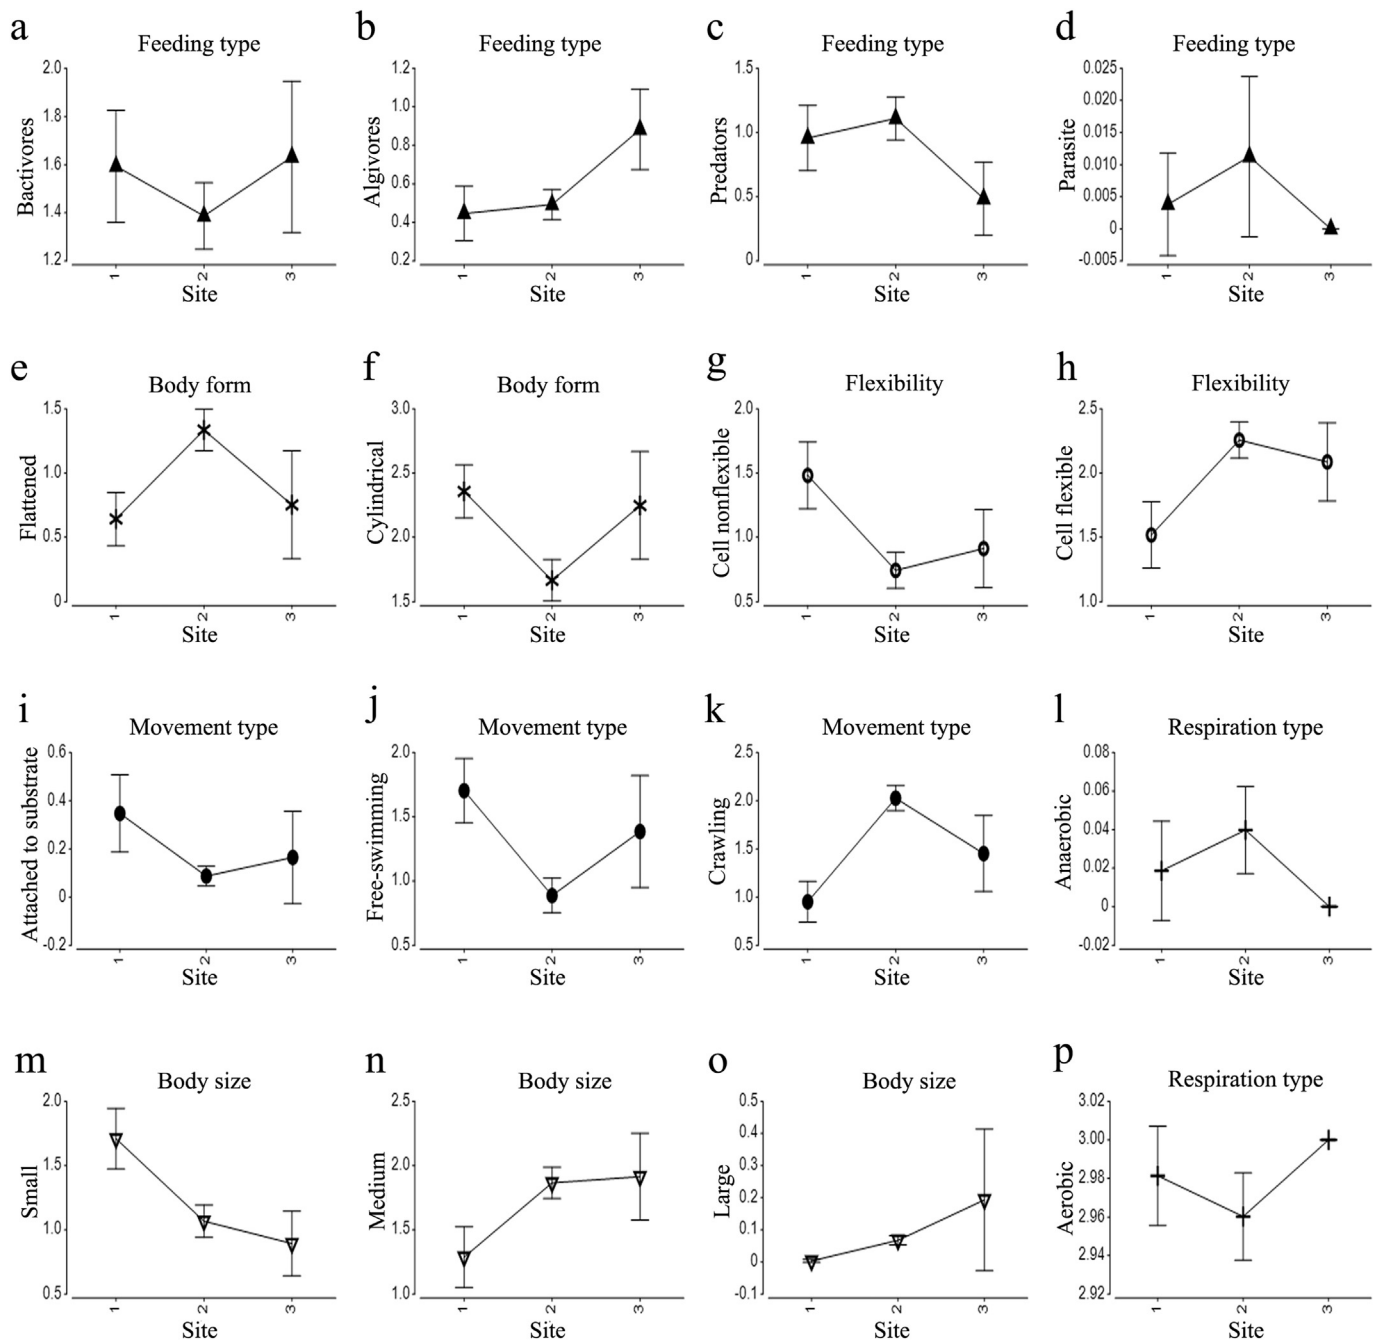 a
Feeding type
Bactivores
2.0
1.8
1.6
1.4
1.2
1
2
3
Site
b
Feeding type
Algivores
1.2
1.0
0.8
0.6
0.4
0.2
1
2
3
Site
c
Feeding type
Predators
1.5
1.0
0.5
0
1
2
3
Site
d
Feeding type
Parasite
0.025
0.020
0.015
0.010
0.005
0
-0.005
1
2
3
Site
e
Body form
Flattened
1.5
1.0
0.5
0
1
2
3
Site
f
Body form
Cylindrical
3.0
2.5
2.0
1.5
1
2
3
Site
g
Flexibility
Cell nonflexible
2.0
1.5
1.0
0.5
1
2
3
Site
h
Flexibility
Cell flexible
2.5
2.0
1.5
1.0
1
2
3
Site
i
Movement type
Attached to substrate
0.6
0.4
0.2
0
-0.2
1
2
3
Site
j
Movement type
Free-swimming
2.0
1.5
1.0
0.5
1
2
3
Site
k
Movement type
Crawling
2.5
2.0
1.5
1.0
0.5
1
2
3
Site
l
Respiration type
Anaerobic
0.08
0.06
0.04
0.02
0
-0.02
1
2
3
Site
m
Body size
Small
2.0
1.5
1.0
0.5
1
2
3
Site
n
Body size
Medium
2.5
2.0
1.5
1.0
1
2
3
Site
o
Body size
Large
0.5
0.4
0.3
0.2
0.1
0
-0.1
1
2
3
Site
p
Respiration type
Aerobic
3.02
3.00
2.98
2.96
2.94
2.92
1
2
3
Site